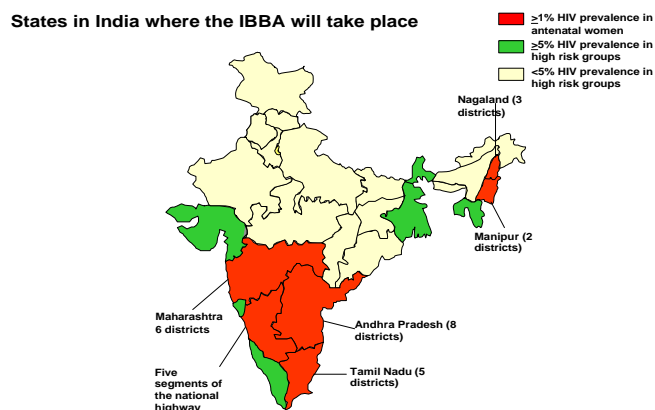 States in India where the IBBA will take place
≥1% HIV prevalence in
antenatal women
≥5% HIV prevalence in
high risk groups
<5% HIV prevalence in
high risk groups
Nagaland (3
districts)
Manipur (2
districts)
Maharashtra
6 districts
Andhra Pradesh (8
districts)
Tamil Nadu (5
districts)
Five
segments of
the national
highway